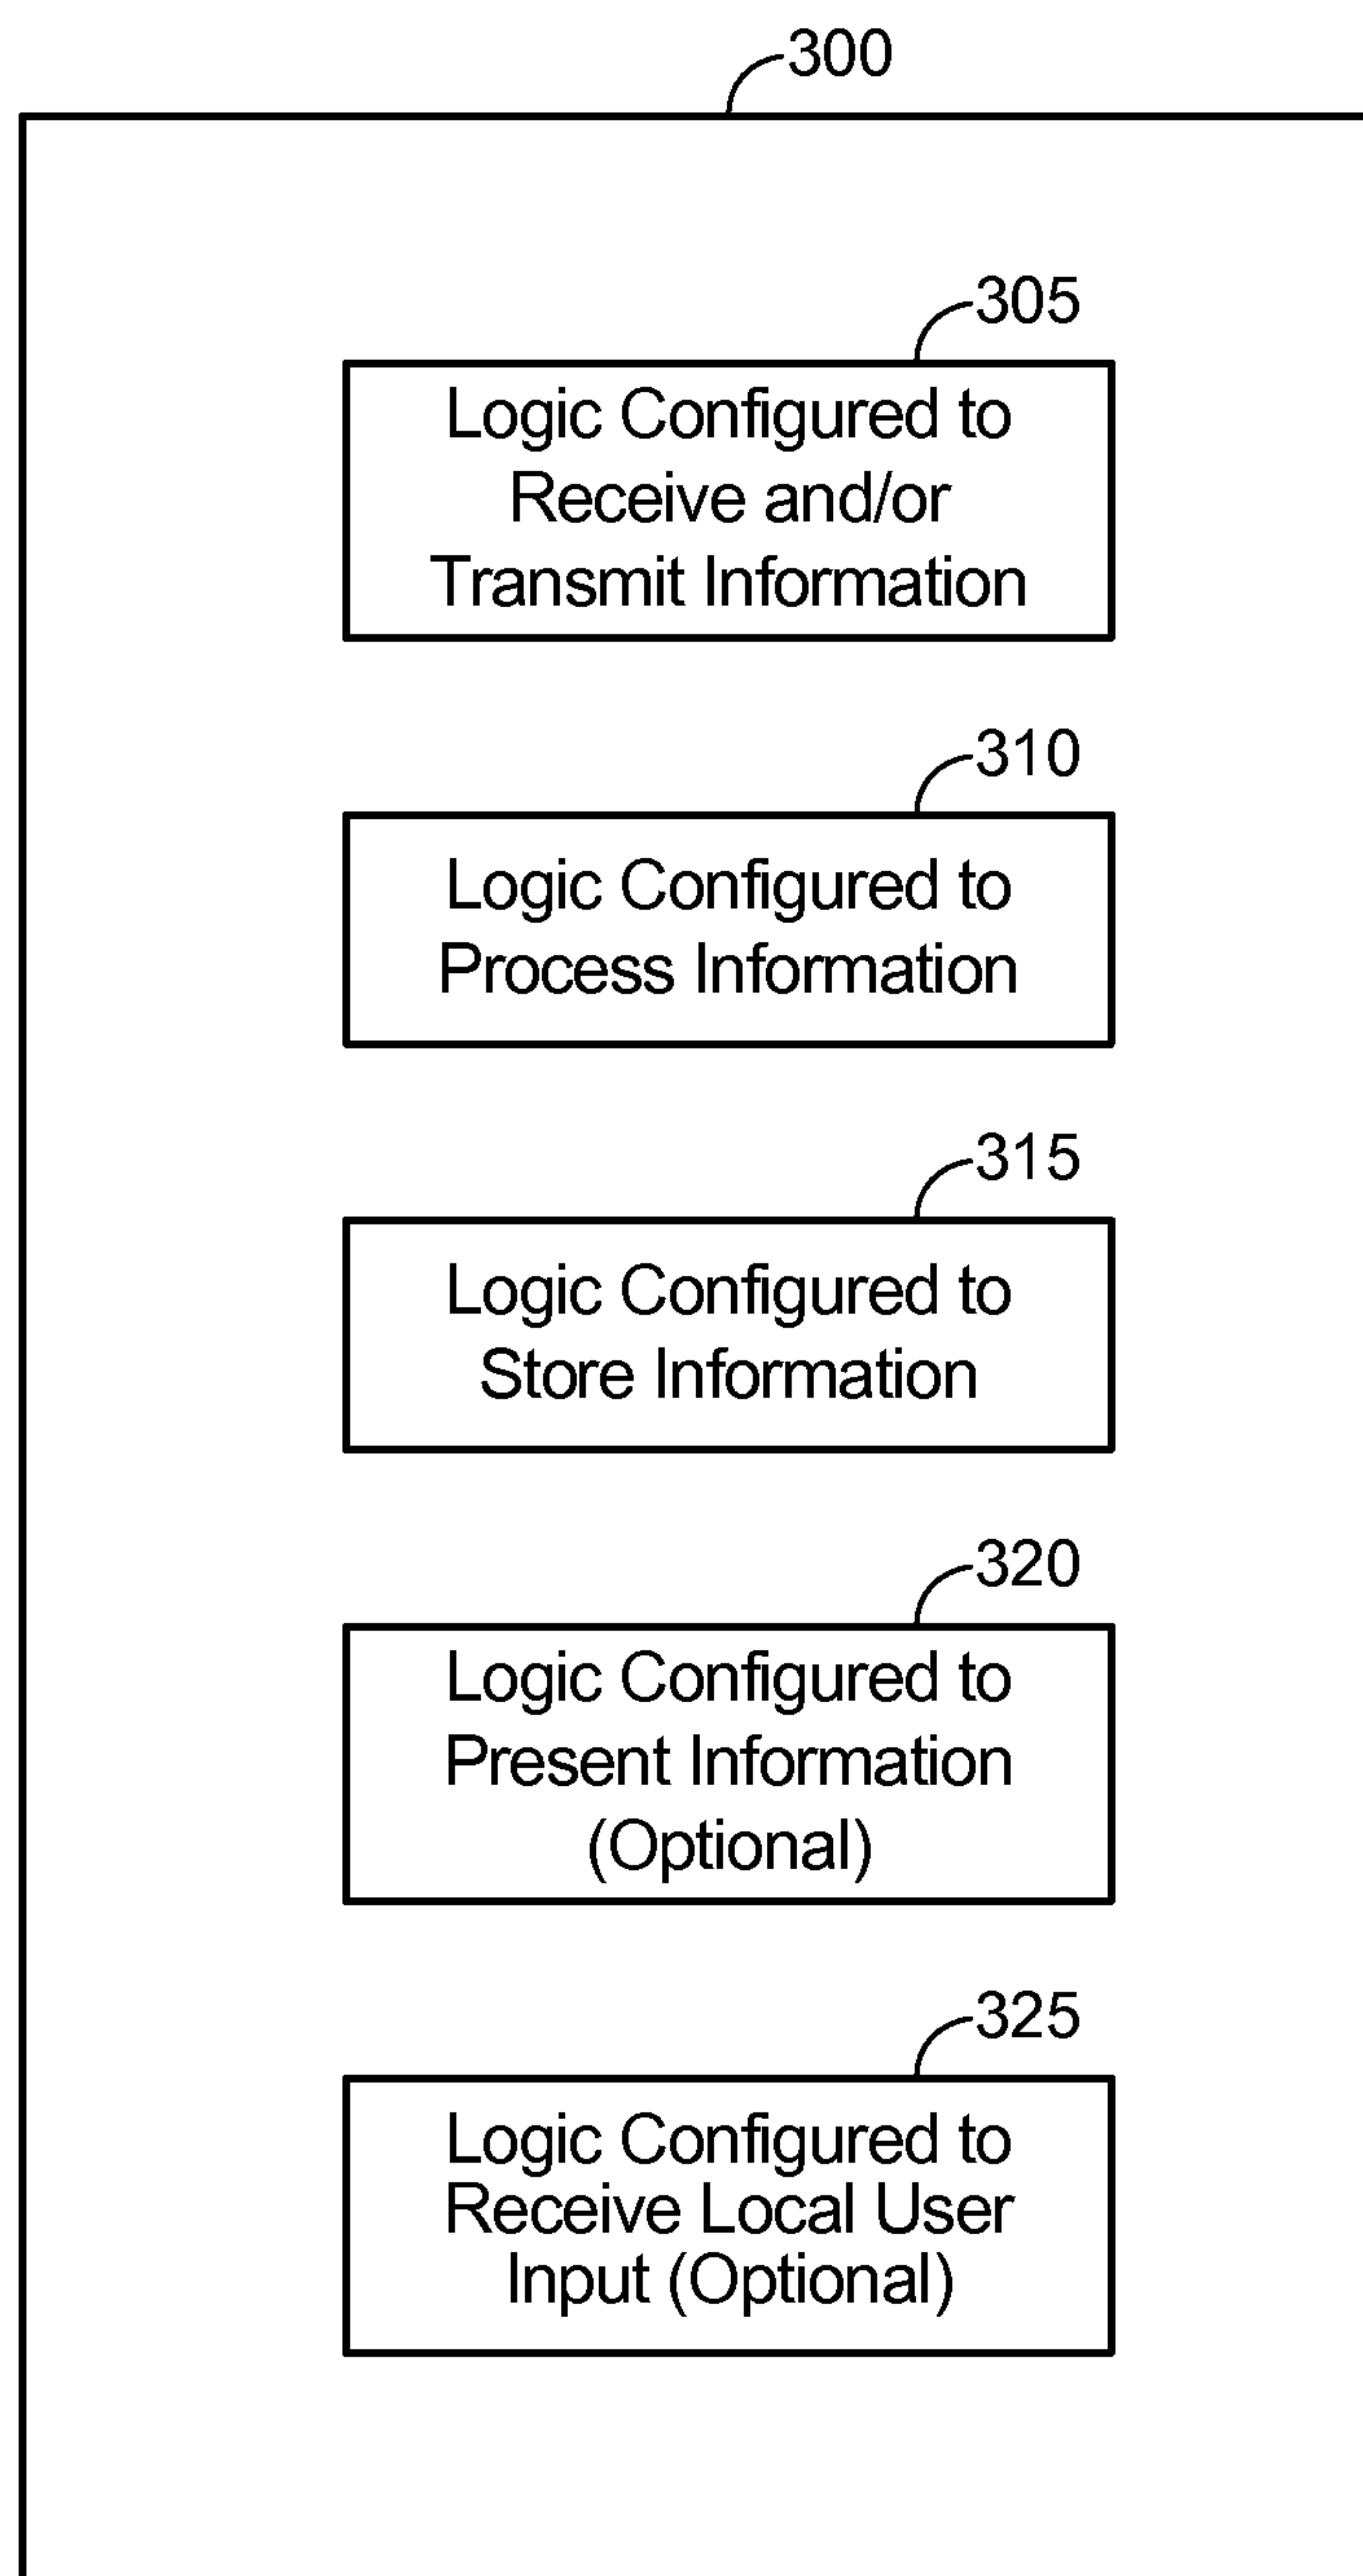 300
305
Logic Configured to
Receive and/or
Transmit Information
310
Logic Configured to
Process Information
315
Logic Configured to
Store Information
320
Logic Configured to
Present Information
(Optional)
325
Logic Configured to
Receive Local User
Input (Optional)